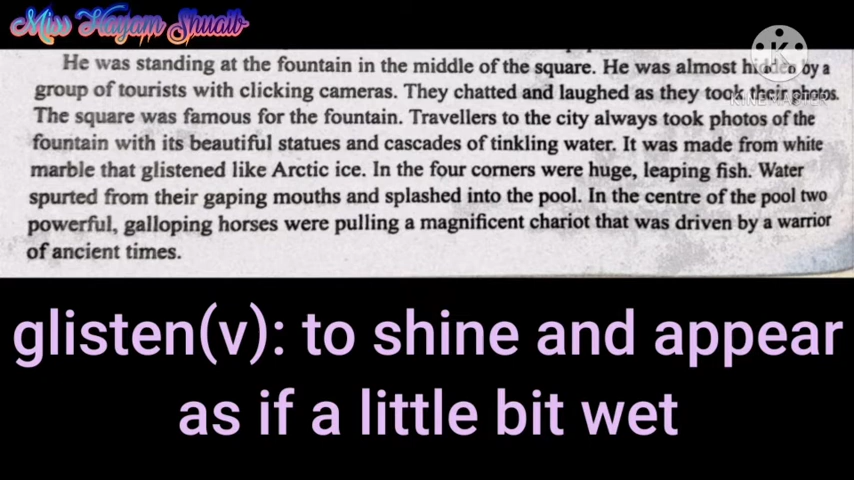 Miss Hayam Shuaib
He was standing at the fountain in the middle of the square. He was almost hidden by a
group of tourists with clicking cameras. They chatted and laughed as they took their photos.
The square was famous for the fountain. Travellers to the city always took photos of the
fountain with its beautiful statues and cascades of tinkling water. It was made from white
marble that glistened like Arctic ice. In the four corners were huge, leaping fish. Water
spurted from their gaping mouths and splashed into the pool. In the centre of the pool two
powerful, galloping horses were pulling a magnificent chariot that was driven by a warrior
of ancient times.
K
KINEMASTER
glisten(v): to shine and appear
as if a little bit wet